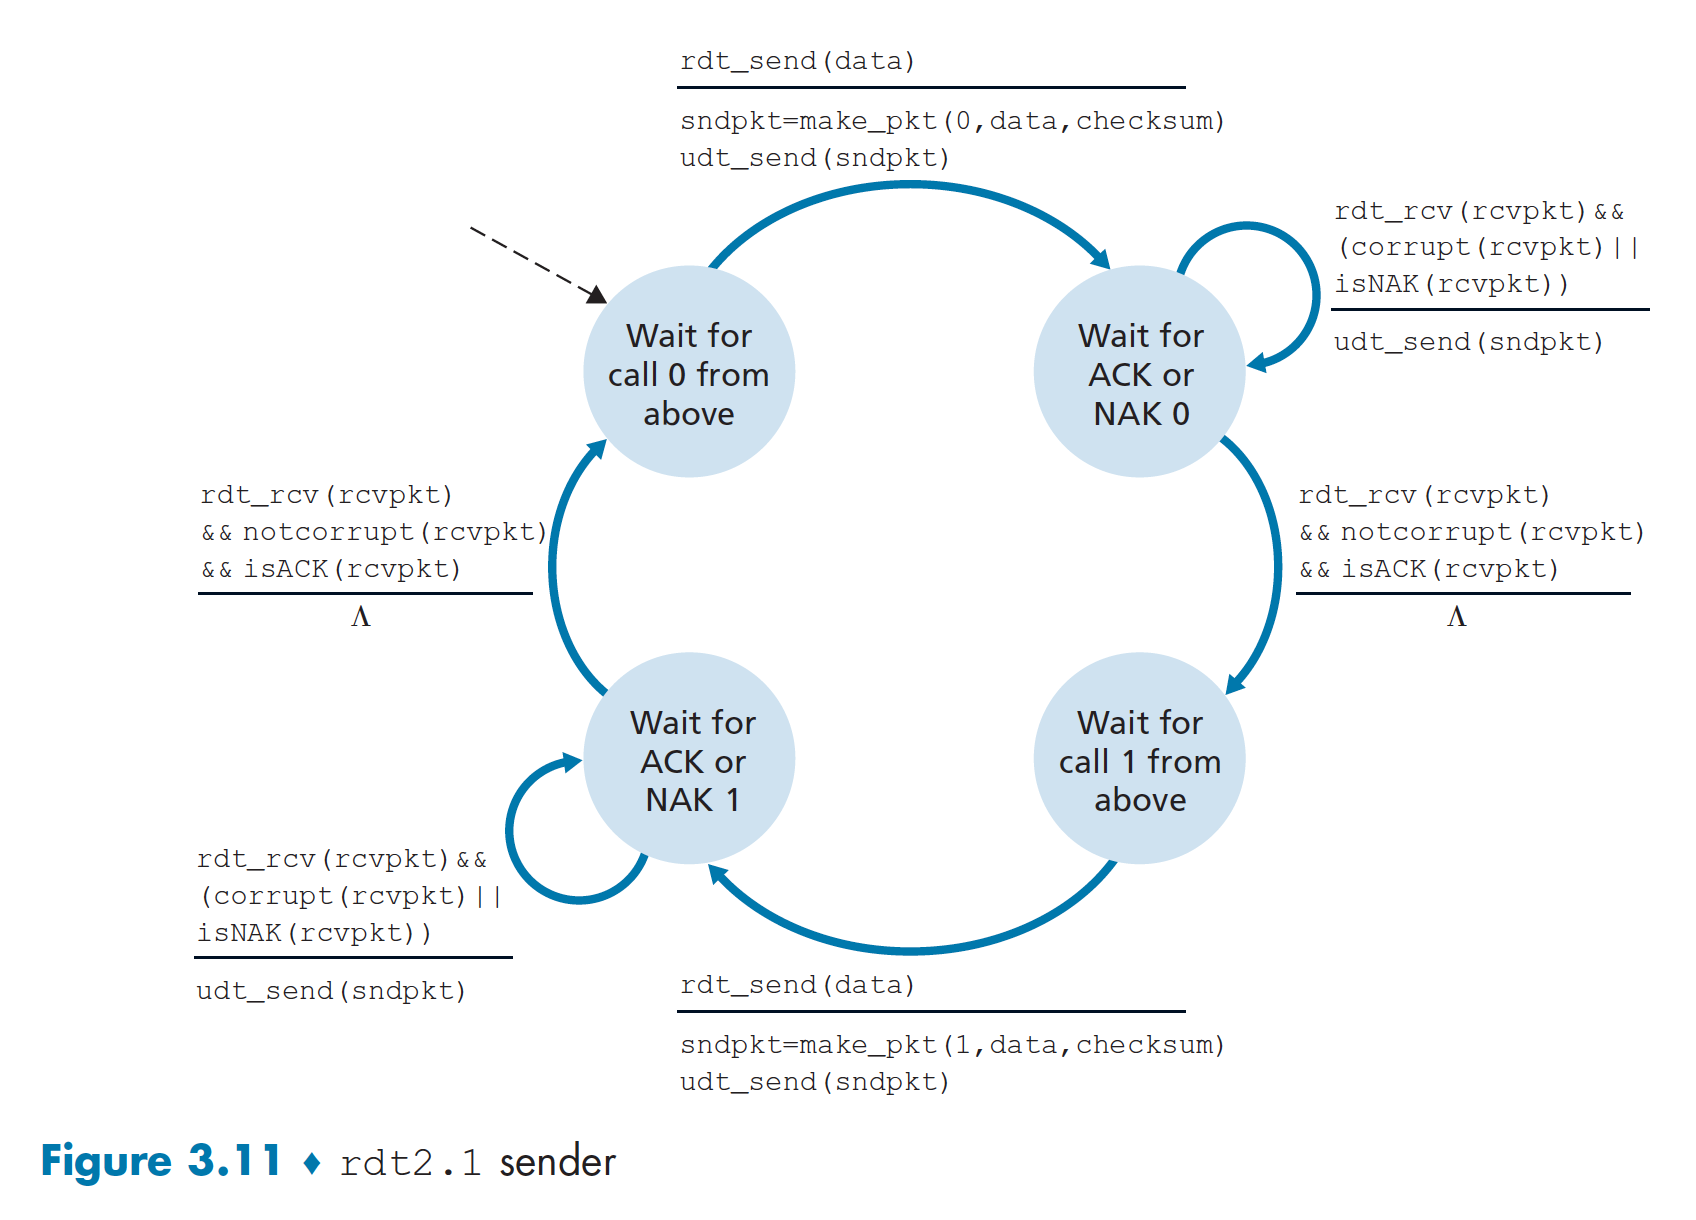 rdt_send(data)
sndpkt=make_pkt(0,data,checksum)
udt_send(sndpkt)
rdt_rcv(rcvpkt)&&
(corrupt(rcvpkt)||
isNAK(rcvpkt))
udt_send(sndpkt)
Wait for
call 0 from
above
Wait for
ACK or
NAK 0
rdt_rcv(rcvpkt)
&& notcorrupt(rcvpkt)
&& isACK(rcvpkt)
Λ
rdt_rcv(rcvpkt)
&& notcorrupt(rcvpkt)
&& isACK(rcvpkt)
Λ
Wait for
ACK or
NAK 1
Wait for
call 1 from
above
rdt_rcv(rcvpkt)&&
(corrupt(rcvpkt)||
isNAK(rcvpkt))
udt_send(sndpkt)
rdt_send(data)
sndpkt=make_pkt(1,data,checksum)
udt_send(sndpkt)
Figure 3.11 ♦ rdt2.1 sender